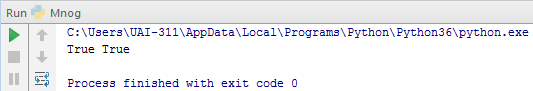 Run Mnog
C:\Users\UAI-311\AppData\Local\Programs\Python\Python36\python.exe
True True
Process finished with exit code 0